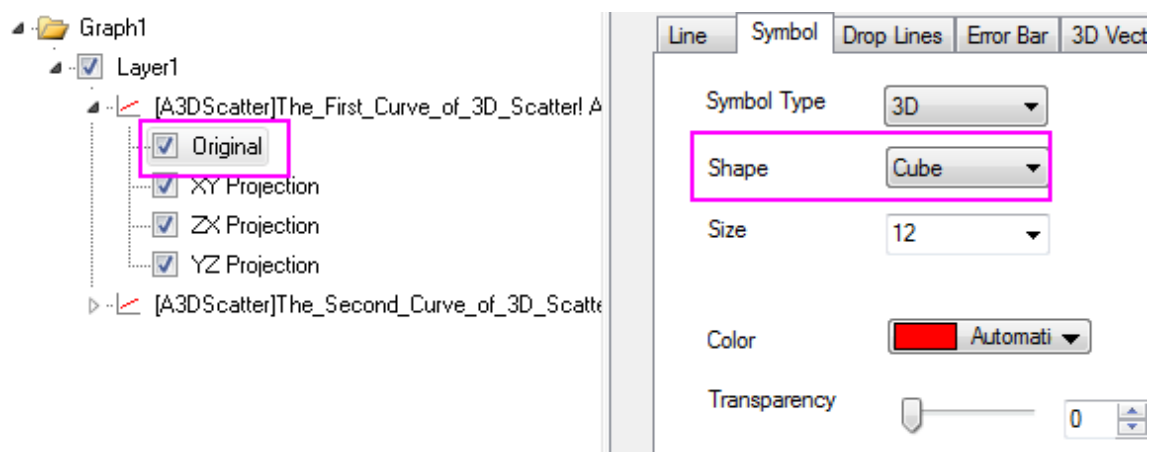 Graph1
Layer1
[A3DScatter]The_First_Curve_of_3D_Scatter! A
Original
XY Projection
ZX Projection
YZ Projection
[A3DScatter]The_Second_Curve_of_3D_Scatte
Line Symbol Drop Lines Error Bar 3D Vect
Symbol Type 3D
Shape Cube
Size 12
Color Automati
Transparency 0